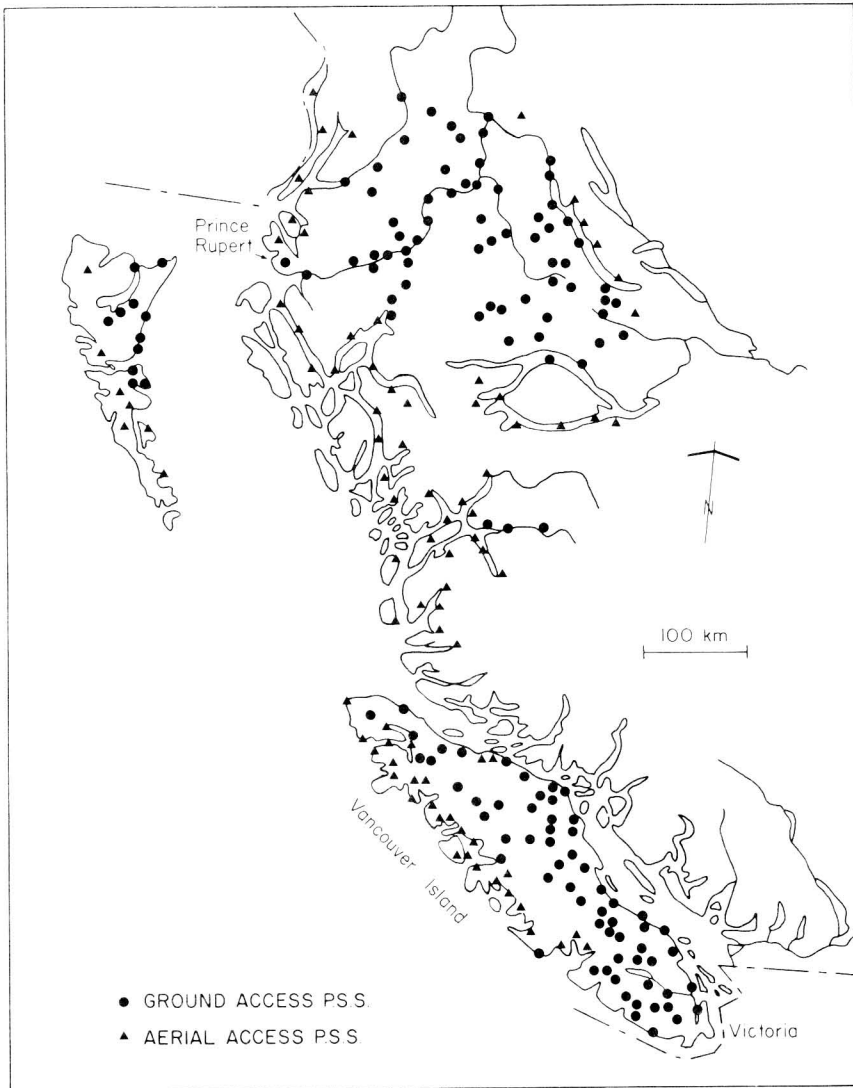 Prince
Rupert
N
100 km
Vancouver Island
● GROUND ACCESS P.S.S.
▲ AERIAL ACCESS P.S.S.
Victoria